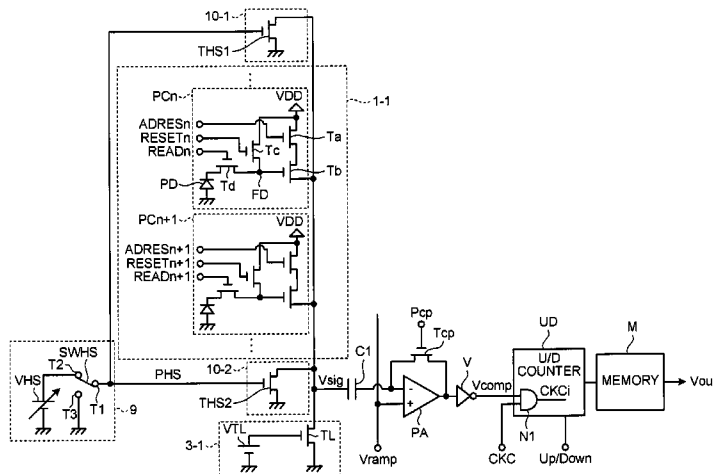 10-1
THS1
1-1
PCn
VDD
ADRESn
RESETn
READn
Ta
Tc
Tb
PD
Td
FD
PCn+1
VDD
ADRESn+1
RESETn+1
READn+1
Pcp
UD
M
10-2
C1
Tcp
U/D
COUNTER
SWHS
T2
VHS
T1
T3
9
PHS
Vsig
V
Vcomp
CKCi
MEMORY
Vou
THS2
PA
N1
3-1
VTL
TL
Vramp
CKC
Up/Down